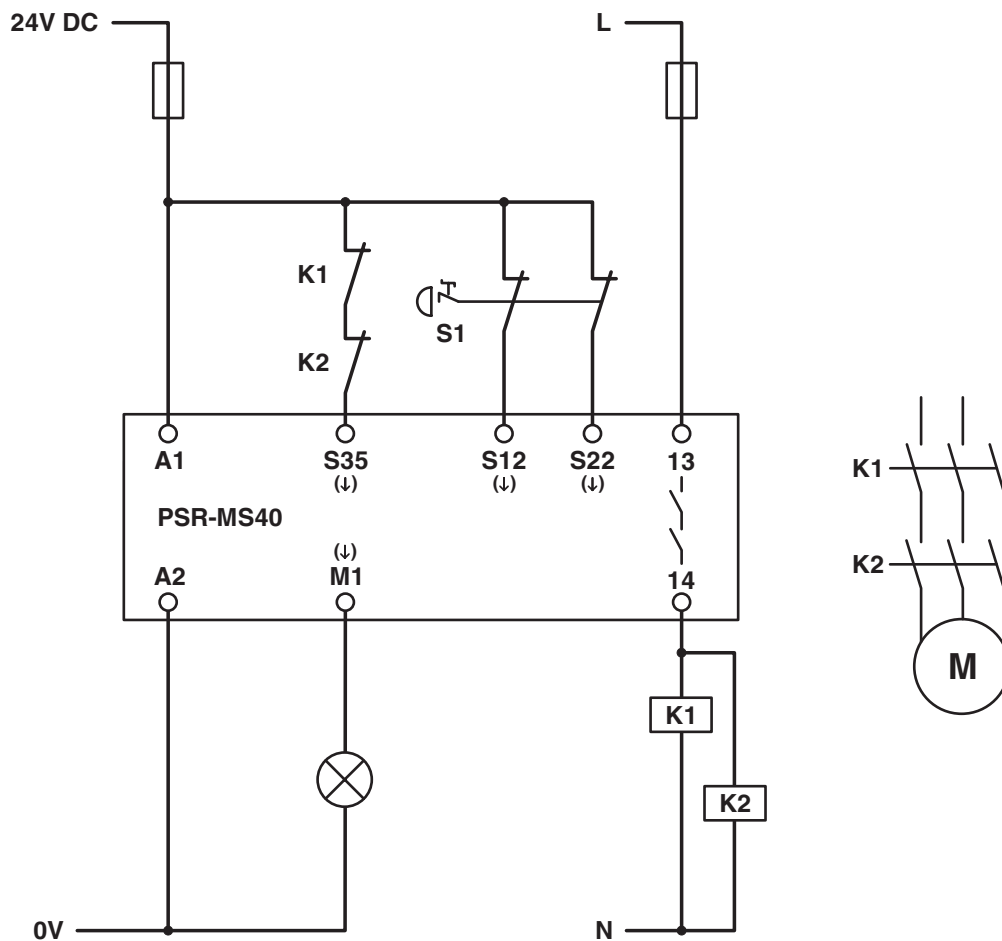 24V DC
L
K1
K2
S1
A1
S35
(↓)
S12
(↓)
S22
(↓)
13
PSR-MS40
A2
(↓)
M1
14
K1
K2
0V
N
K1
K2
M